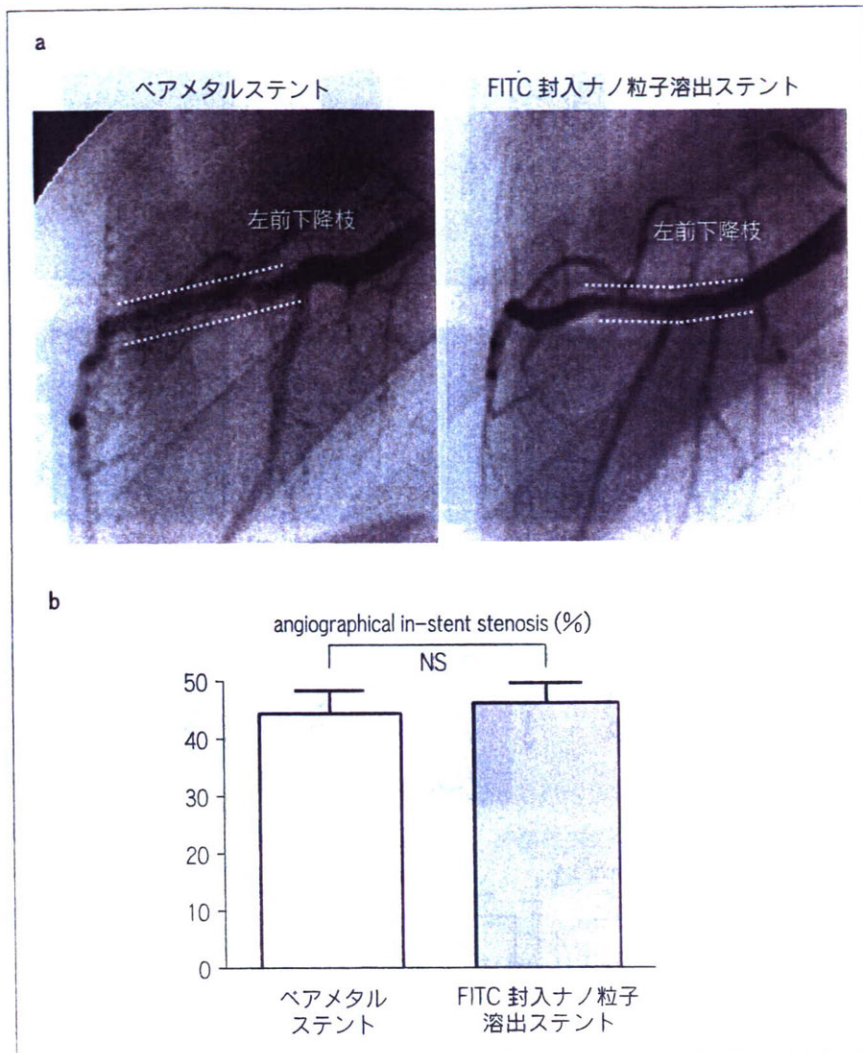 a
ベアメタルステント
FITC 封入ナノ粒子溶出ステント
左前下降枝
左前下降枝
b
angiographical in-stent stenosis (%)
NS
50
40
30
20
10
0
ベアメタル
ステント
FITC 封入ナノ粒子
溶出ステント